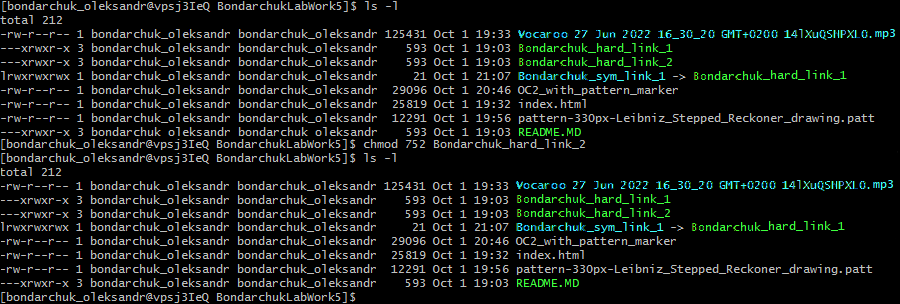 [bondarchuk_oleksandr@vpsj3IeQ BondarchukLabWork5]$ ls -l
total 212
-rw-r--r-- 1 bondarchuk_oleksandr bondarchuk_oleksandr 125431 Oct 1 19:33 Vocaroo 27 Jun 2022 16_30_20 GMT+0200 14lXuQSHPXL0.mp3
---xrwxr-x 3 bondarchuk_oleksandr bondarchuk_oleksandr 593 Oct 1 19:03 Bondarchuk_hard_link_1
---xrwxr-x 3 bondarchuk_oleksandr bondarchuk_oleksandr 593 Oct 1 19:03 Bondarchuk_hard_link_2
lrwxrwxrwx 1 bondarchuk_oleksandr bondarchuk_oleksandr 21 Oct 1 21:07 Bondarchuk_sym_link_1 -> Bondarchuk_hard_link_1
-rw-r--r-- 1 bondarchuk_oleksandr bondarchuk_oleksandr 29096 Oct 1 20:46 OC2_with_pattern_marker
-rw-r--r-- 1 bondarchuk_oleksandr bondarchuk_oleksandr 25819 Oct 1 19:32 index.html
-rw-r--r-- 1 bondarchuk_oleksandr bondarchuk_oleksandr 12291 Oct 1 19:56 pattern-330px-Leibniz_Stepped_Reckoner_drawing.patt
---xrwxr-x 3 bondarchuk_oleksandr bondarchuk_oleksandr 593 Oct 1 19:03 README.MD
[bondarchuk_oleksandr@vpsj3IeQ BondarchukLabWork5]$ chmod 752 Bondarchuk_hard_link_2
[bondarchuk_oleksandr@vpsj3IeQ BondarchukLabWork5]$ ls -l
total 212
-rw-r--r-- 1 bondarchuk_oleksandr bondarchuk_oleksandr 125431 Oct 1 19:33 Vocaroo 27 Jun 2022 16_30_20 GMT+0200 14lXuQSHPXL0.mp3
---xrwxr-x 3 bondarchuk_oleksandr bondarchuk_oleksandr 593 Oct 1 19:03 Bondarchuk_hard_link_1
---xrwxr-x 3 bondarchuk_oleksandr bondarchuk_oleksandr 593 Oct 1 19:03 Bondarchuk_hard_link_2
lrwxrwxrwx 1 bondarchuk_oleksandr bondarchuk_oleksandr 21 Oct 1 21:07 Bondarchuk_sym_link_1 -> Bondarchuk_hard_link_1
-rw-r--r-- 1 bondarchuk_oleksandr bondarchuk_oleksandr 29096 Oct 1 20:46 OC2_with_pattern_marker
-rw-r--r-- 1 bondarchuk_oleksandr bondarchuk_oleksandr 25819 Oct 1 19:32 index.html
-rw-r--r-- 1 bondarchuk_oleksandr bondarchuk_oleksandr 12291 Oct 1 19:56 pattern-330px-Leibniz_Stepped_Reckoner_drawing.patt
---xrwxr-x 3 bondarchuk_oleksandr bondarchuk_oleksandr 593 Oct 1 19:03 README.MD
[bondarchuk_oleksandr@vpsj3IeQ BondarchukLabWork5]$